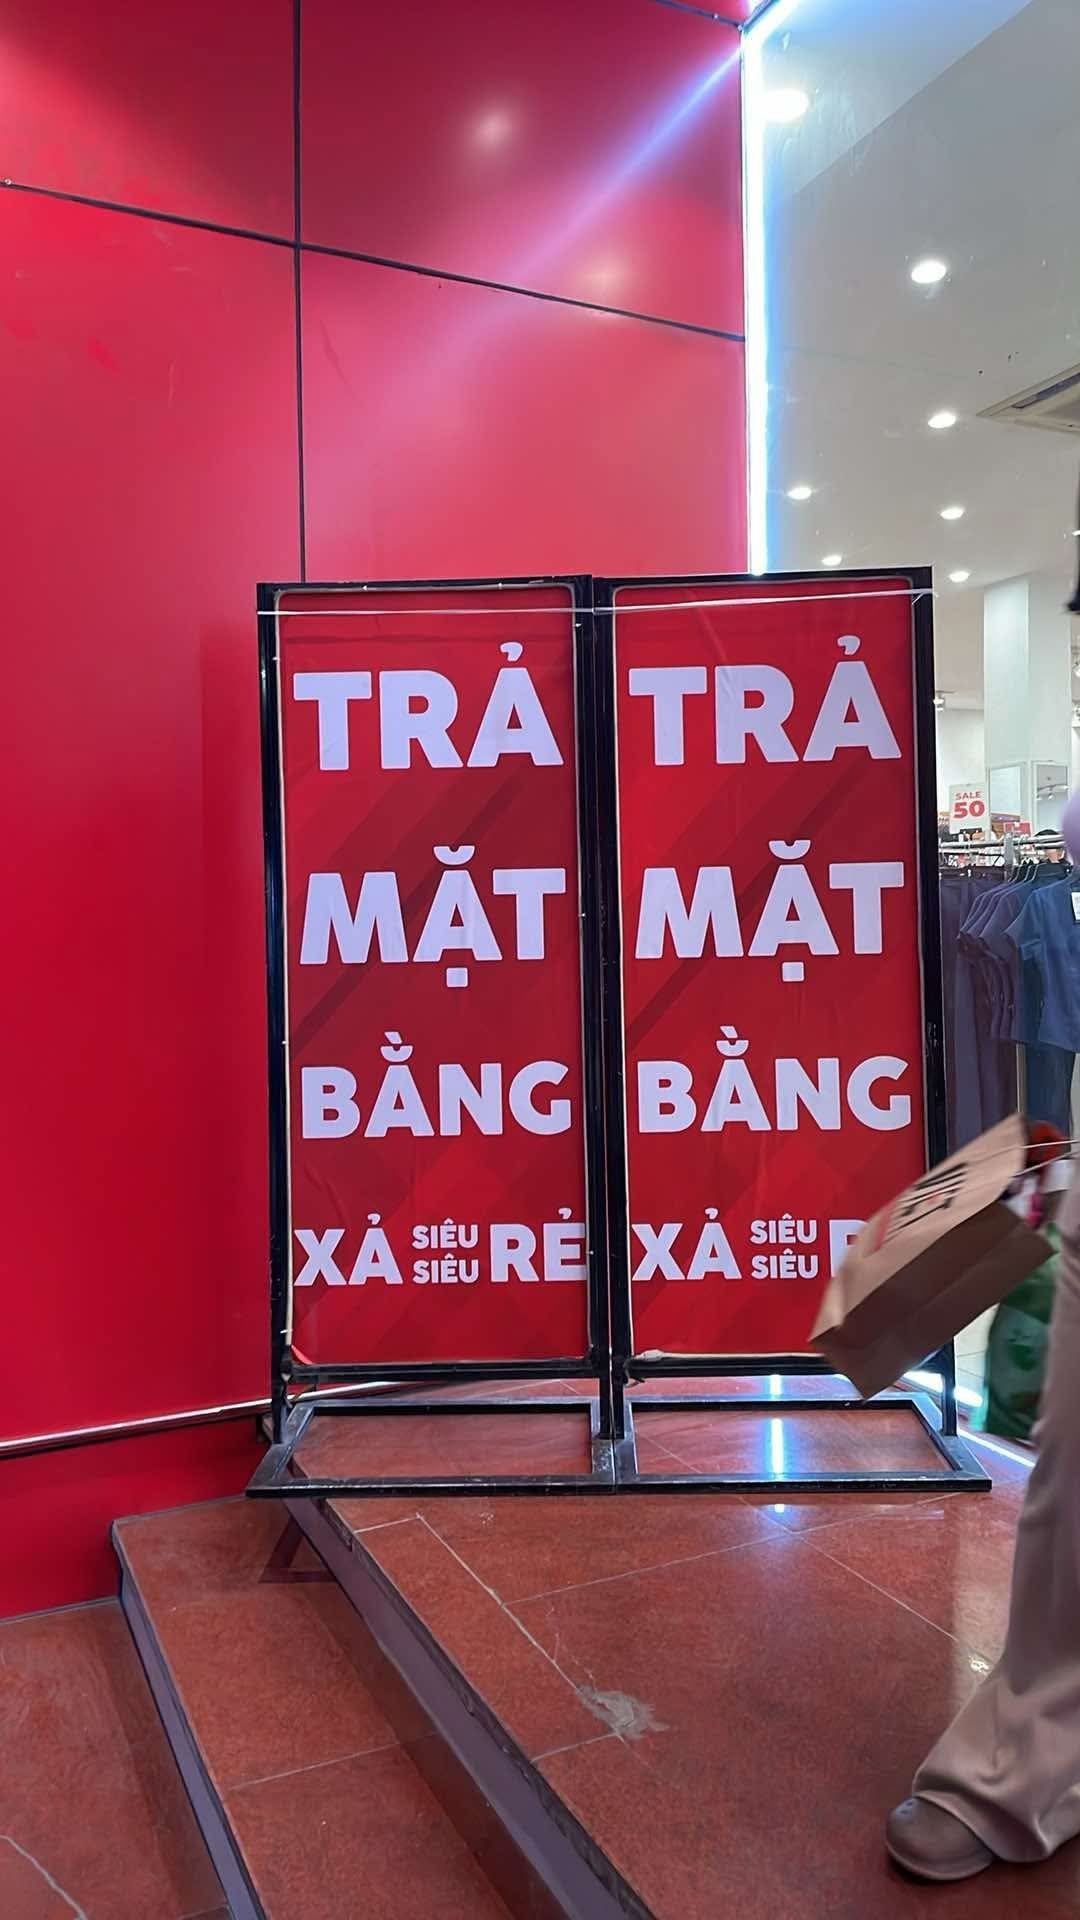 TRẢ
MẶT
BẰNG
XẢ SIÊU SIÊU RẺ
TRẢ
MẶT
BẰNG
XẢ SIÊU SIÊU
SALE
50